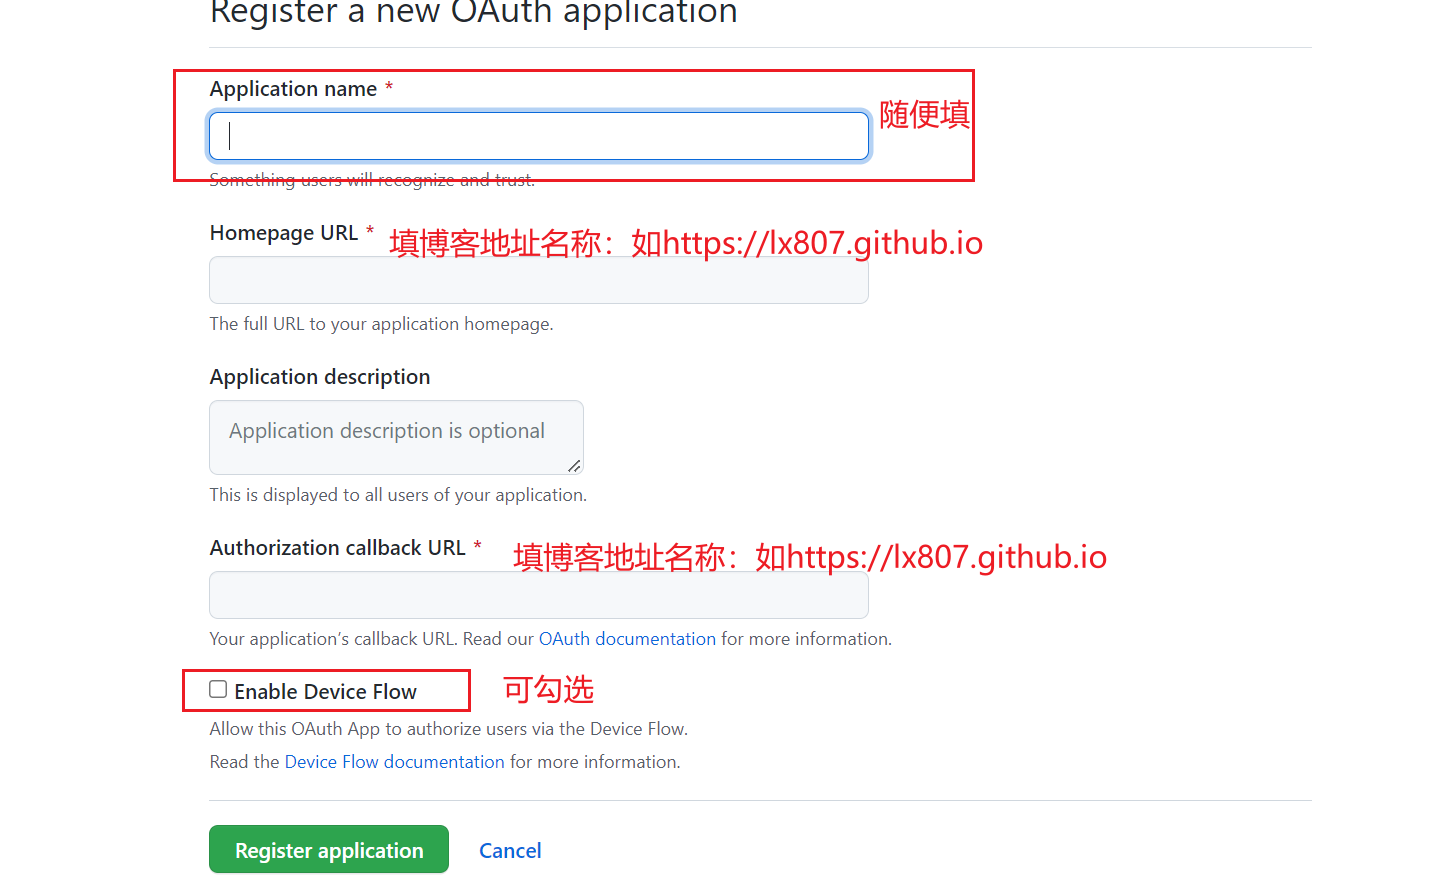 Register a new OAuth application
Application name *
随便填
Something users will recognize and trust.
Homepage URL *
填博客地址名称：如https://lx807.github.io
The full URL to your application homepage.
Application description
Application description is optional
This is displayed to all users of your application.
Authorization callback URL *
填博客地址名称：如https://lx807.github.io
Your application’s callback URL. Read our OAuth documentation for more information.
Enable Device Flow
可勾选
Allow this OAuth App to authorize users via the Device Flow.
Read the Device Flow documentation for more information.
Register application
Cancel